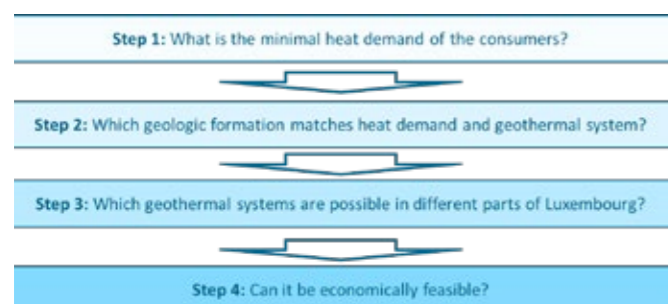 Step 1: What is the minimal heat demand of the consumers?
Step 2: Which geologic formation matches heat demand and geothermal system?
Step 3: Which geothermal systems are possible in different parts of Luxembourg?
Step 4: Can it be economically feasible?